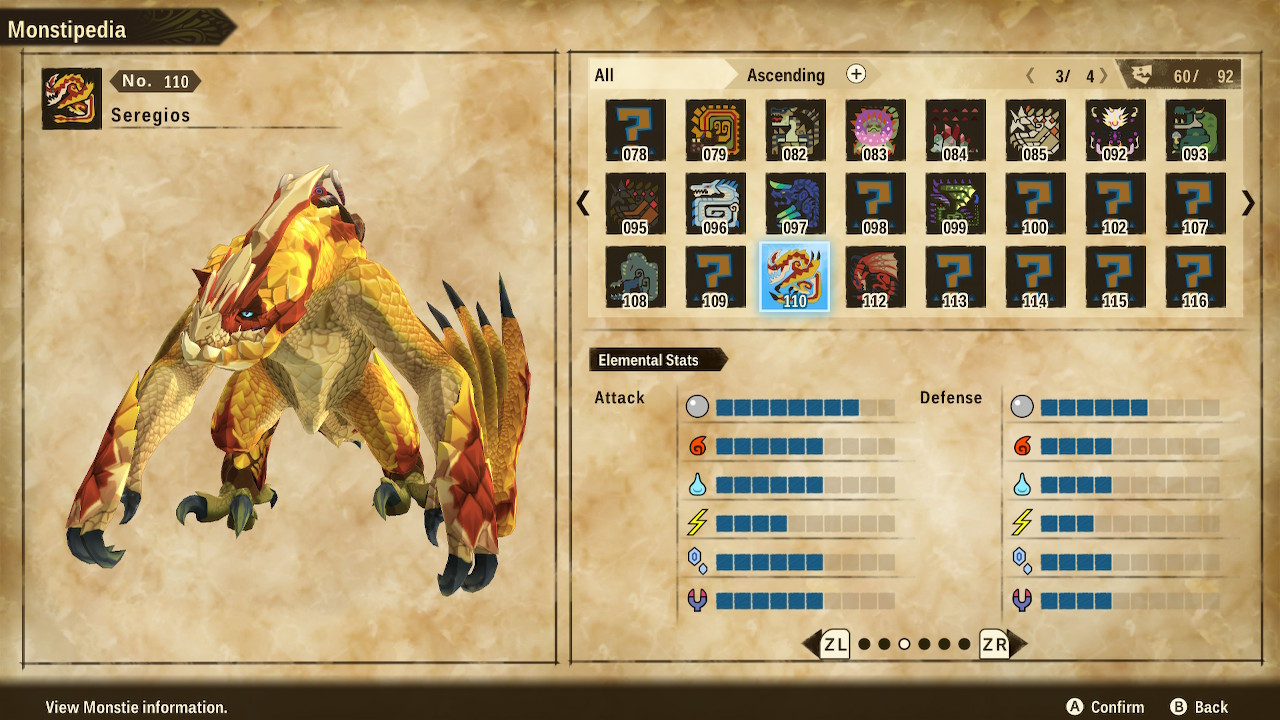 Monstipedia
No. 110
Seregios
All
Ascending
3/ 4
60/ 92
078 079 082 083 084 085 092 093
095 096 097 098 099 100 102 107
108 109 110 112 113 114 115 116
Elemental Stats
Attack
Defense
ZL
ZR
View Monstie information.
A Confirm
B Back